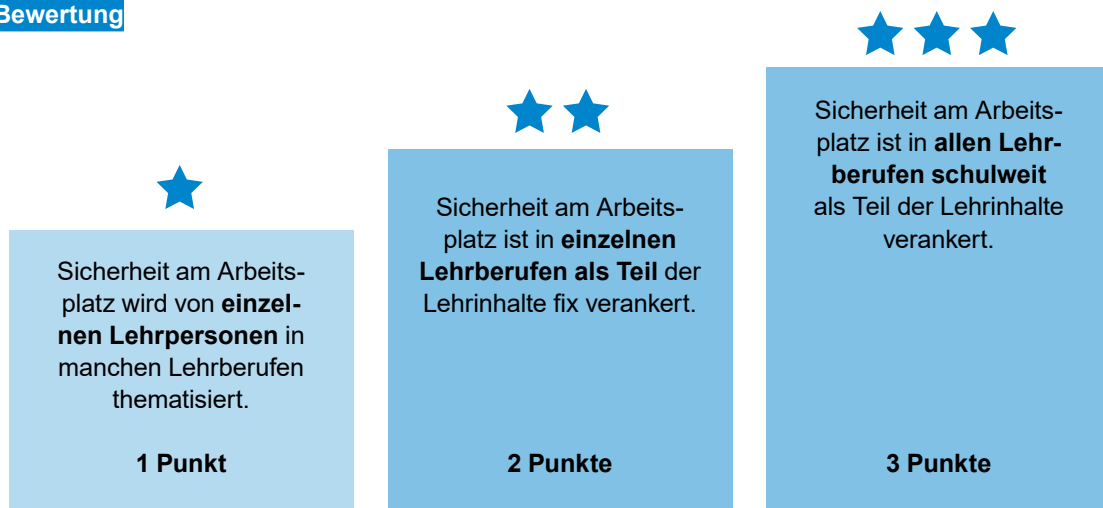 Bewertung
Sicherheit am Arbeits-
platz wird von einzel-
nen Lehrpersonen in
manchen Lehrberufen
thematisiert.
1 Punkt
Sicherheit am Arbeits-
platz ist in einzelnen
Lehrberufen als Teil der
Lehrinhalte fix verankert.
2 Punkte
Sicherheit am Arbeits-
platz ist in allen Lehr-
berufen schulweit
als Teil der Lehrinhalte
verankert.
3 Punkte